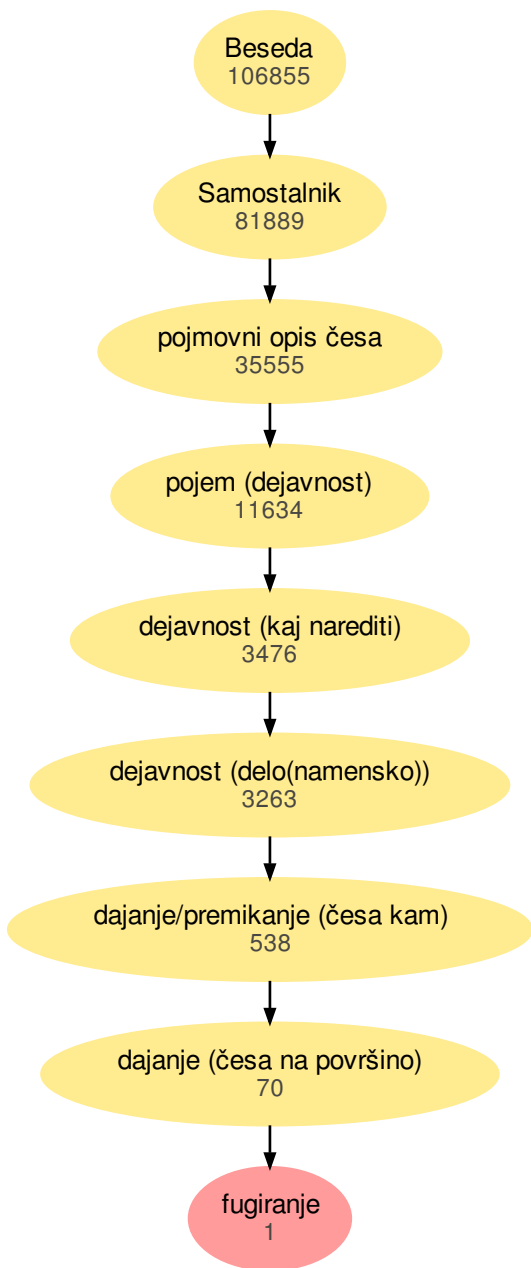 Beseda
106855
Samostalnik
81889
pojmovni opis česa
35555
pojem (dejavnost)
11634
dejavnost (kaj narediti)
3476
dejavnost (delo(namensko))
3263
dajanje/premikanje (česa kam)
538
dajanje (česa na površino)
70
fugiranje
1